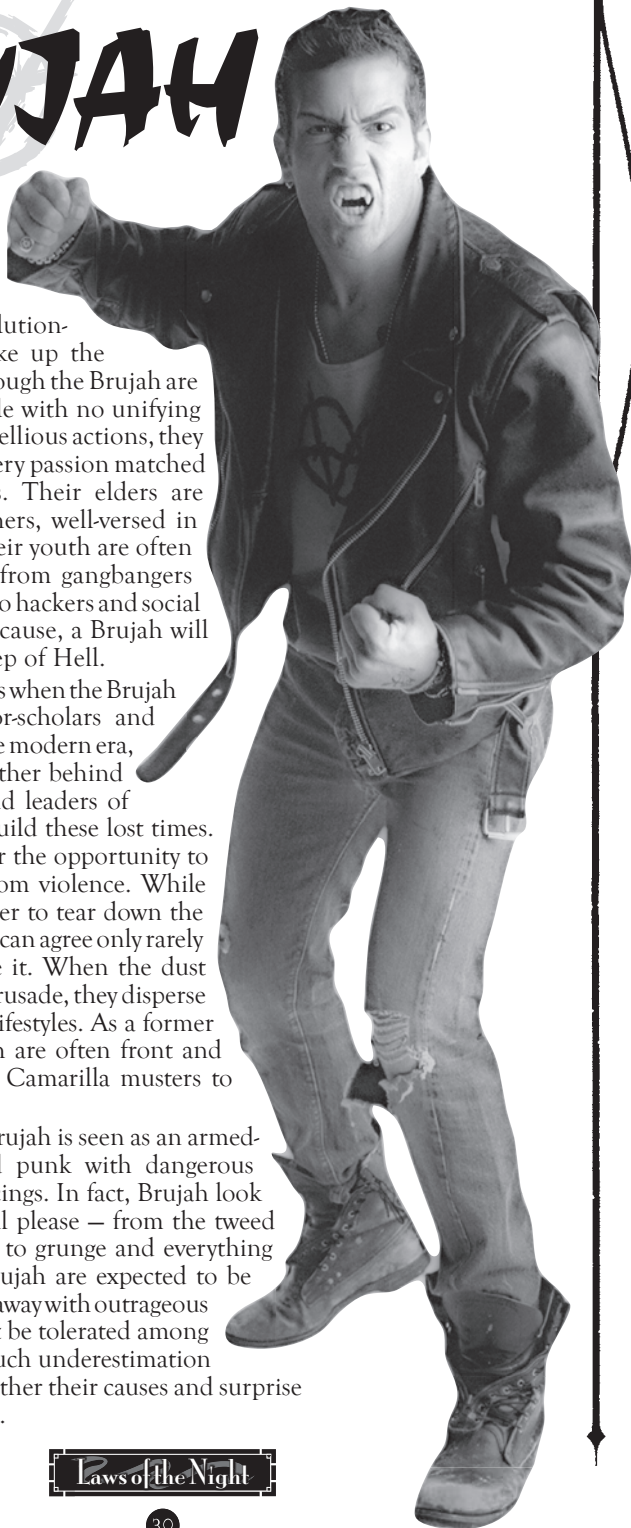 JAH
lution-
ke up the
ough the Brujah are
le with no unifying
ellious actions, they
ery passion matched
s. Their elders are
ners, well-versed in
eir youth are often
from gangbangers
o hackers and social
cause, a Brujah will
ep of Hell.
s when the Brujah
or-scholars and
e modern era,
ther behind
d leaders of
uild these lost times.
r the opportunity to
om violence. While
er to tear down the
can agree only rarely
e it. When the dust
rusade, they disperse
ifestyles. As a former
n are often front and
Camarilla musters to
rujah is seen as an armed-
l punk with dangerous
ings. In fact, Brujah look
ll please — from the tweed
to grunge and everything
ujah are expected to be
away with outrageous
t be tolerated among
uch underestimation
ther their causes and surprise
.
Laws of the Night